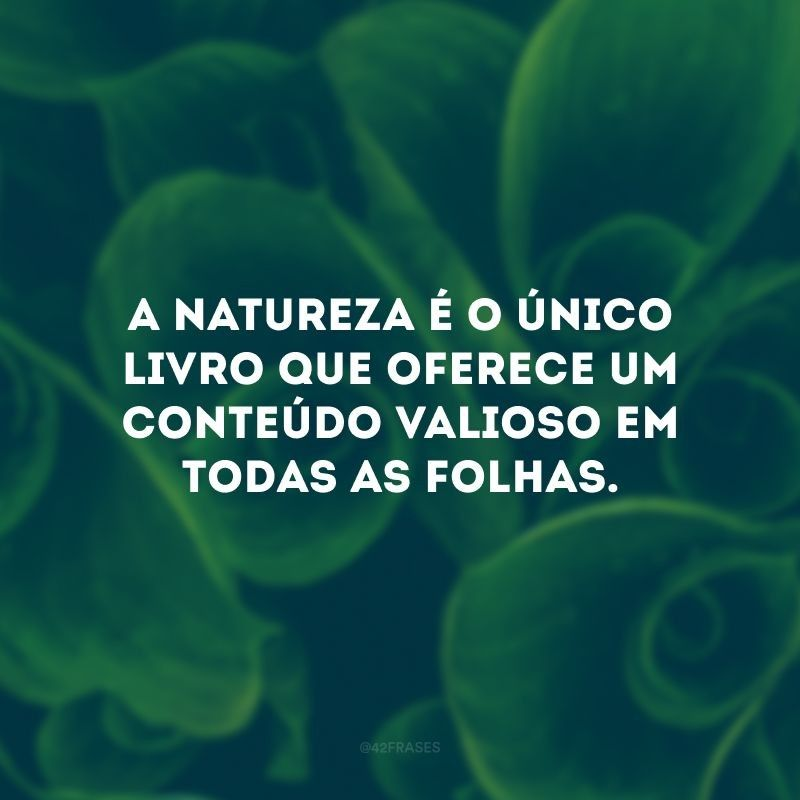 A NATUREZA É O ÚNICO
LIVRO QUE OFERECE UM
CONTEÚDO VALIOSO EM
TODAS AS FOLHAS.
@42FRASES